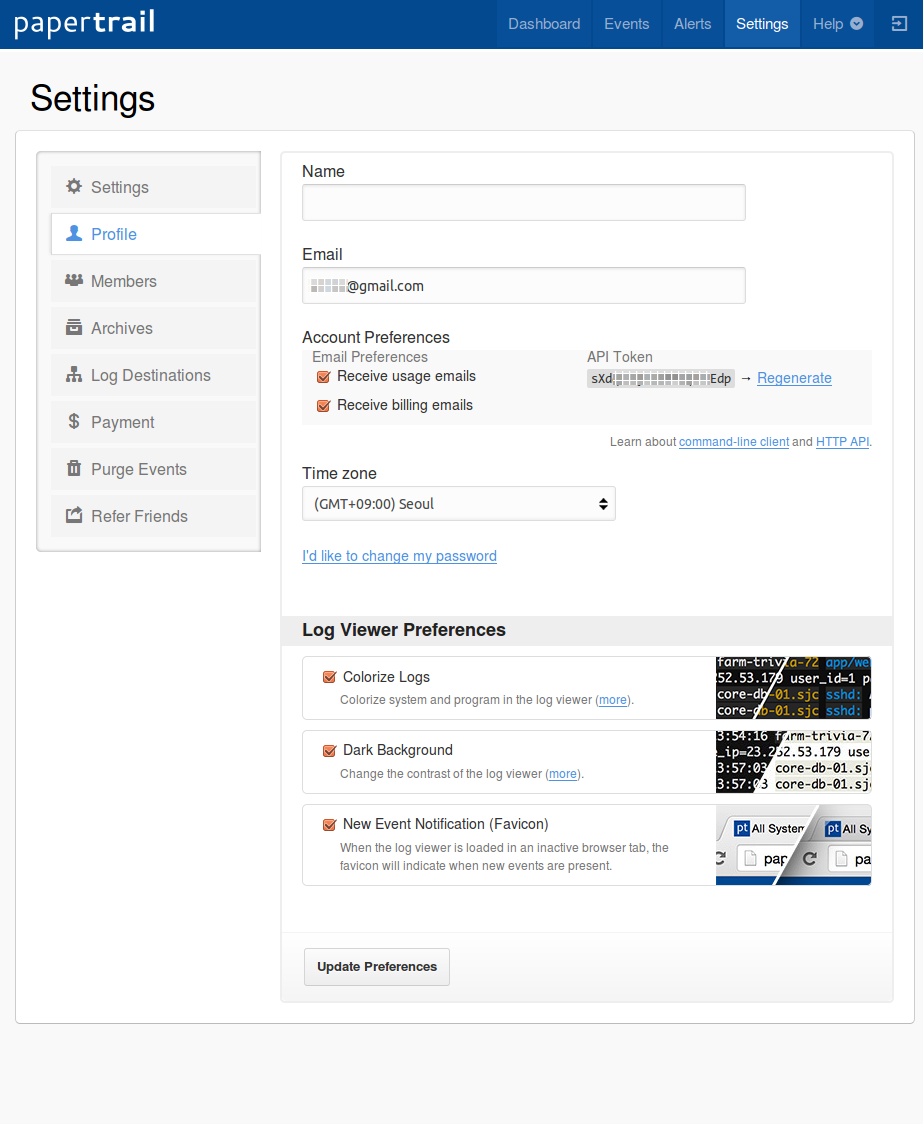 papertrail
Dashboard Events Alerts Settings Help
Settings
Settings
Profile
Members
Archives
Log Destinations
Payment
Purge Events
Refer Friends
Name
Email
@gmail.com
Account Preferences
Email Preferences
Receive usage emails
Receive billing emails
API Token
sXd Edp → Regenerate
Learn about command-line client and HTTP API.
Time zone
(GMT+09:00) Seoul
I'd like to change my password
Log Viewer Preferences
Colorize Logs
Colorize system and program in the log viewer (more).
farm-trivia-72 app/we
52.53.179 user_id=1 p
core-db-01.sjc sshd:
core-db-01.sjc sshd:
Dark Background
Change the contrast of the log viewer (more).
3:54:16 farm-trivia-7
_ip=23.252.53.179 use
3:57:03 core-db-01.sj
3:57:03 core-db-01.sj
New Event Notification (Favicon)
When the log viewer is loaded in an inactive browser tab, the
favicon will indicate when new events are present.
pt All System pt All Sy
pap pa
Update Preferences